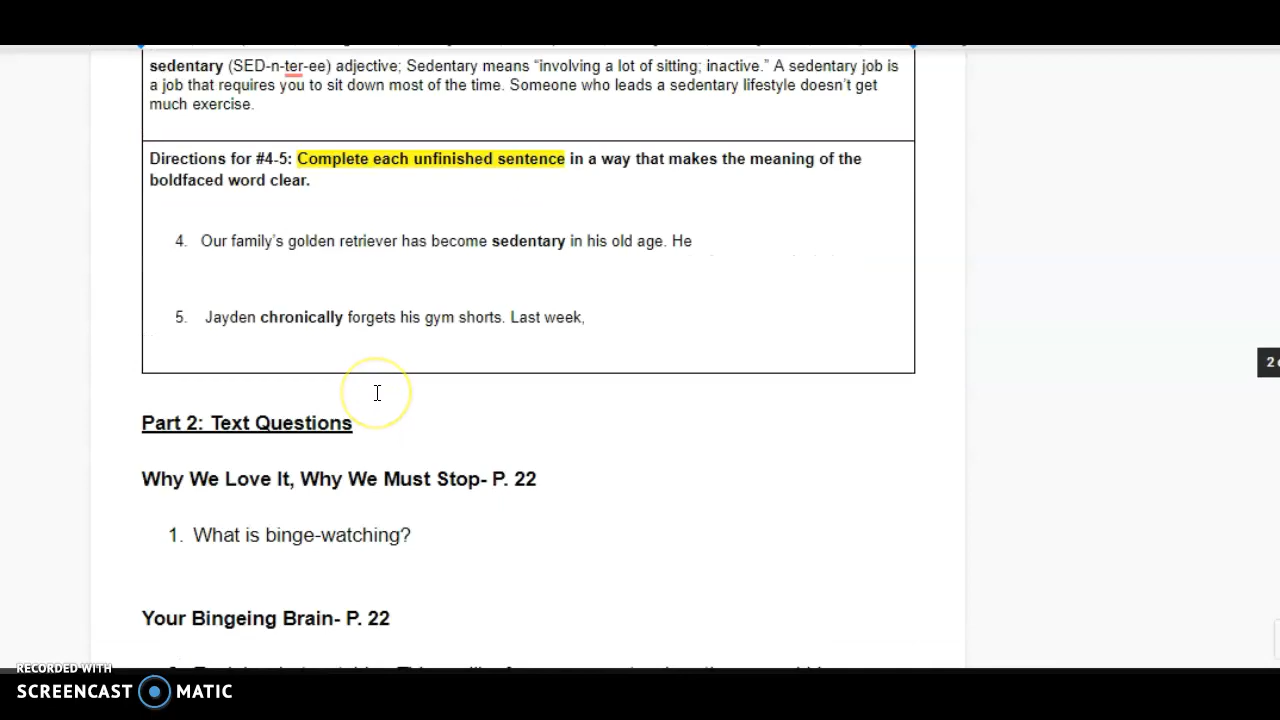 sedentary (SED-n-ter-ee) adjective; Sedentary means “involving a lot of sitting; inactive.” A sedentary job is
a job that requires you to sit down most of the time. Someone who leads a sedentary lifestyle doesn’t get
much exercise.
Directions for #4-5: Complete each unfinished sentence in a way that makes the meaning of the
boldfaced word clear.
4. Our family’s golden retriever has become sedentary in his old age. He
5. Jayden chronically forgets his gym shorts. Last week,
2
Part 2: Text Questions
Why We Love It, Why We Must Stop- P. 22
1. What is binge-watching?
Your Bingeing Brain- P. 22
RECORDED WITH
SCREENCAST MATIC